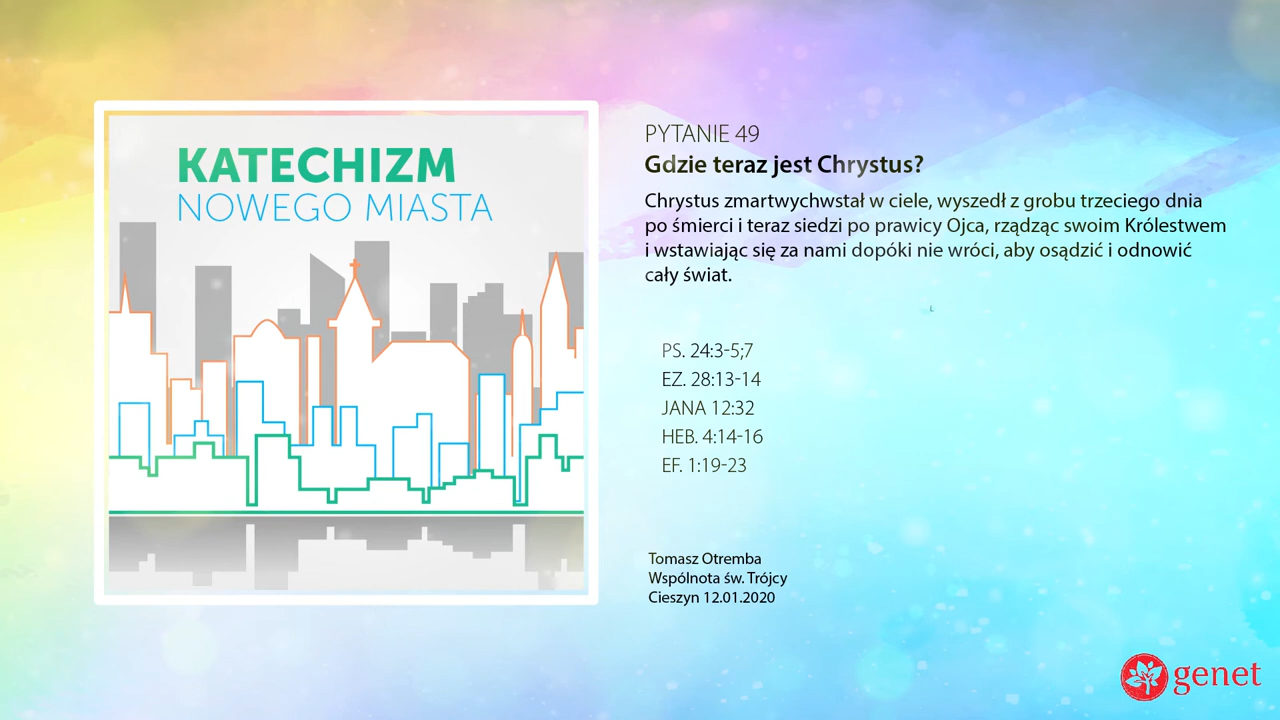 KATECHIZM
NOWEGO MIASTA
PYTANIE 49
Gdzie teraz jest Chrystus?
Chrystus zmartwychwstał w ciele, wyszedł z grobu trzeciego dnia
po śmierci i teraz siedzi po prawicy Ojca, rządząc swoim Królestwem
i wstawiając się za nami dopóki nie wróci, aby osądzić i odnowić
cały świat.
PS. 24:3-5;7
EZ. 28:13-14
JANA 12:32
HEB. 4:14-16
EF. 1:19-23
Tomasz Otremba
Wspólnota św. Trójcy
Cieszyn 12.01.2020
genet